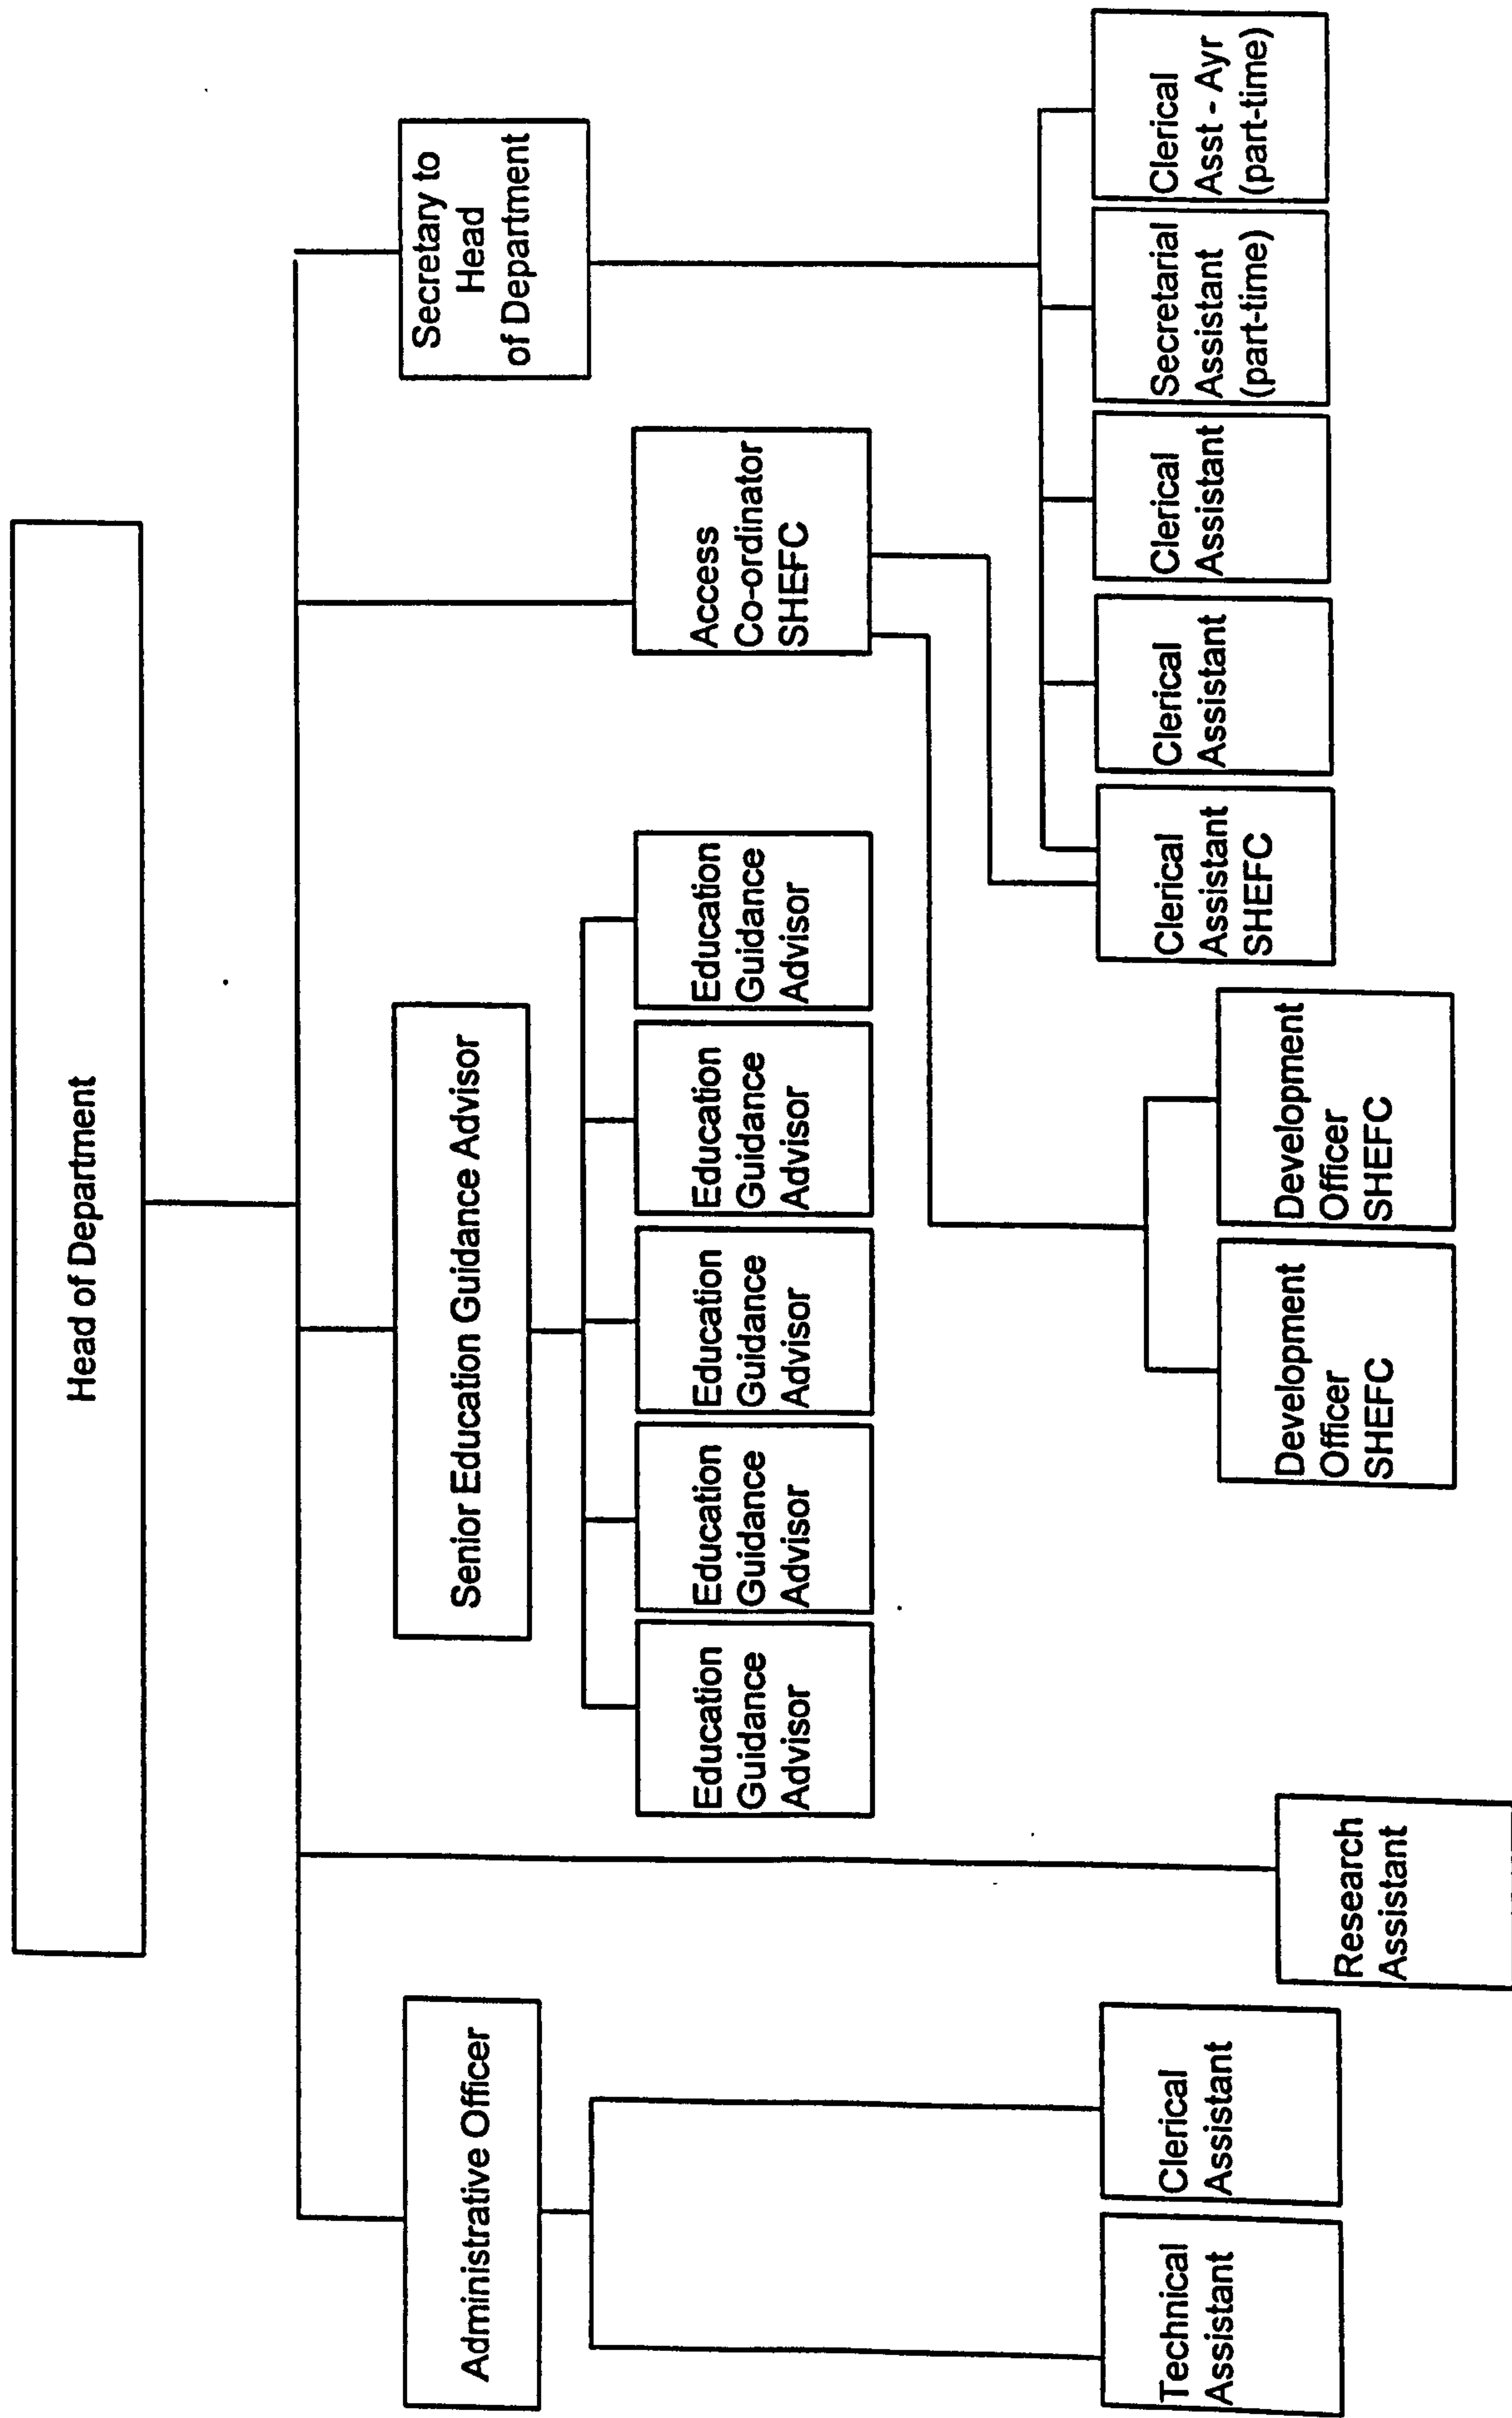 Head of Department
Administrative Officer
Senior Education Guidance Advisor
Secretary to
Head
of Department
Education
Guidance
Advisor
Education
Guidance
Advisor
Education
Guidance
Advisor
Education
Guidance
Advisor
Education
Guidance
Advisor
Access
Co-ordinator
SHEFC
Technical
Assistant
Clerical
Assistant
Clerical
Assistant
SHEFC
Clerical
Assistant
Clerical
Assistant
Secretarial
Assistant
(part-time)
Clerical
Asst - Ayr
(part-time)
Development
Officer
SHEFC
Development
Officer
SHEFC
Research
Assistant